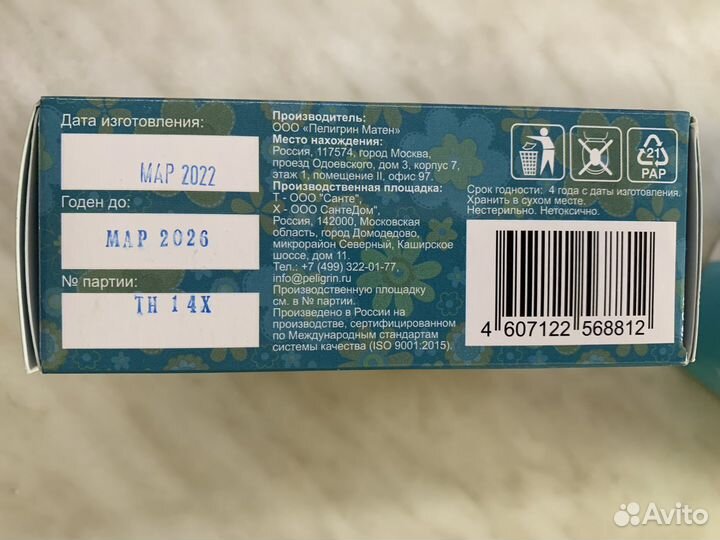 Дата изготовления:
МАР 2022
Годен до:
МАР 2026
№ партии:
ТН 14Х
Производитель:
ООО «Пелигрин Матен»
Место нахождения:
Россия, 117574, город Москва,
проезд Одоевского, дом 3, корпус 7,
этаж 1, помещение II, офис 97.
Производственная площадка:
Т - ООО "Санте",
Х - ООО СантеДом",
Россия, 142000, Московская
область, город Домодедово,
микрорайон Северный, Каширское
шоссе, дом 11.
Тел.: +7 (499) 322-01-77,
info@peligrin.ru
Производственную площадку
см. в № партии.
Произведено в России на
производстве, сертифицированном
по Международным стандартам
системы качества (ISO 9001:2015).
21
PAP
Срок годности: 4 года с даты изготовления.
Хранить в сухом месте.
Нестерильно. Нетоксично.
4 607122 568812
Avito